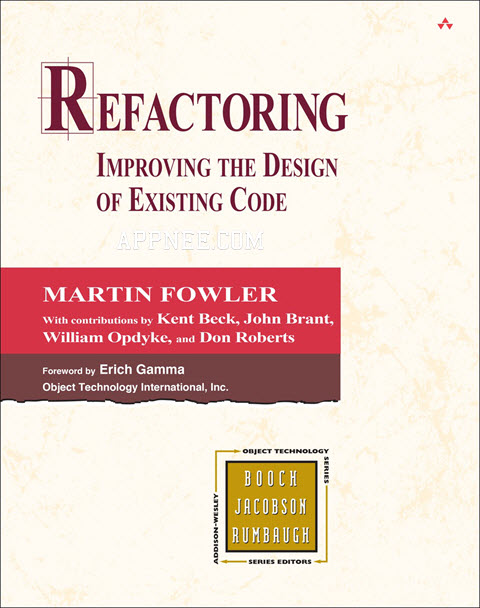 REFACTORING
IMPROVING THE DESIGN
OF EXISTING CODE
APPNEE.COM
MARTIN FOWLER
With contributions by Kent Beck, John Brant,
William Opdyke, and Don Roberts
Foreword by Erich Gamma
Object Technology International, Inc.
OBJECT TECHNOLOGY
SERIES
ADDISON-WESLEY
BOOCH
JACOBSON
RUMBAUGH
SERIES EDITORS